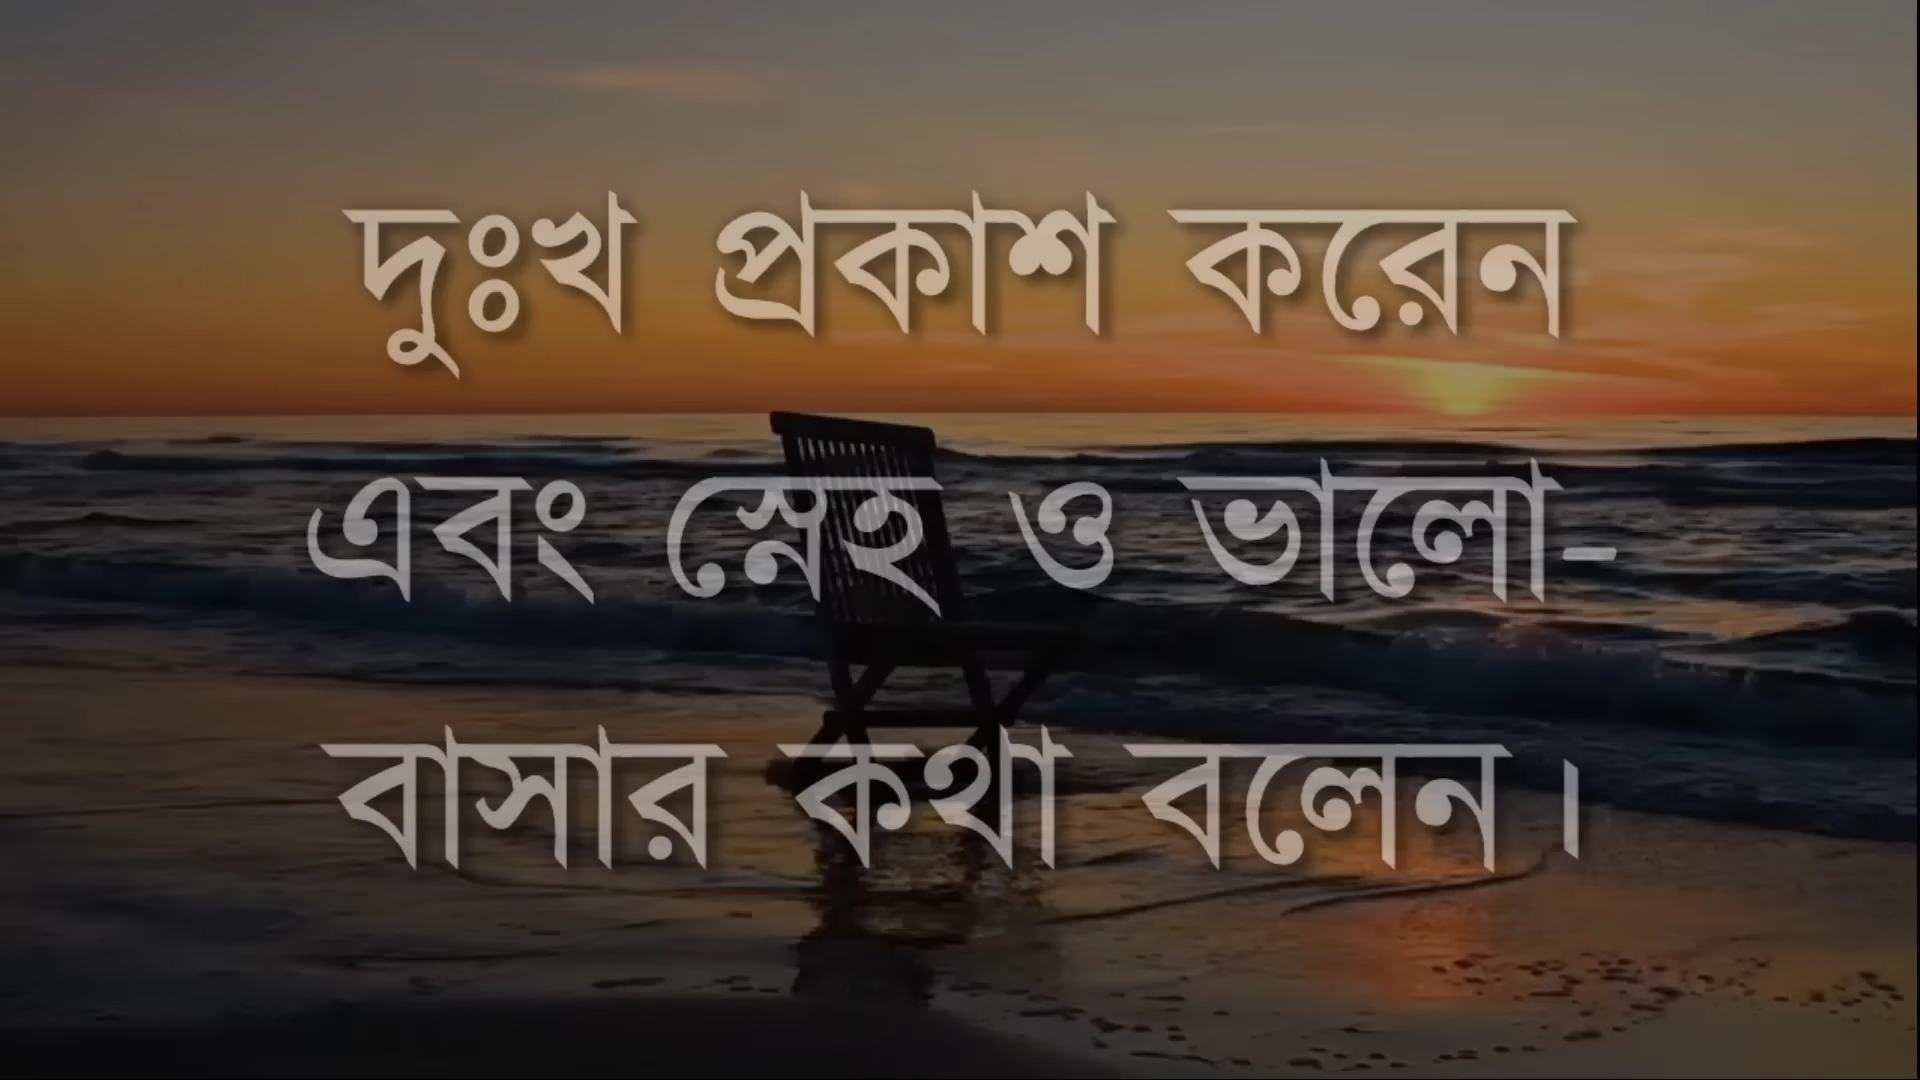 দুঃখ প্রকাশ করেন
এবং স্নেহ ও ভালো-
বাসার কথা বলেন।